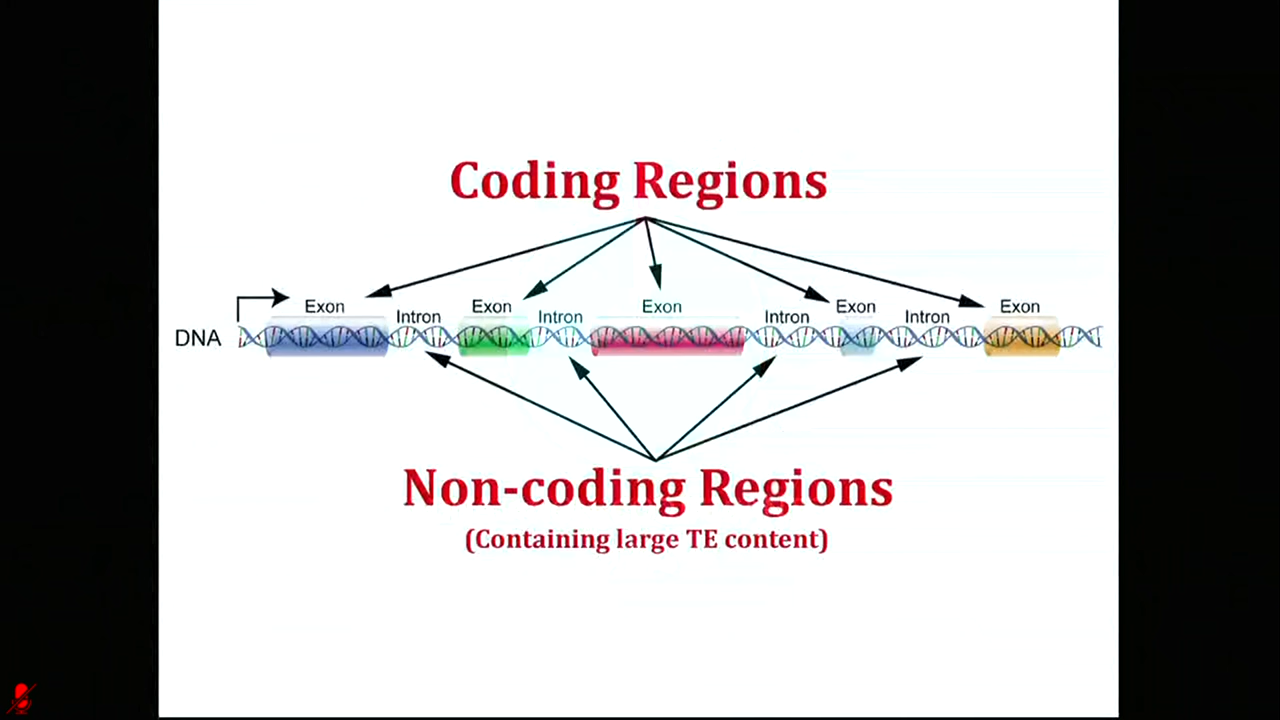 Coding Regions
Exon Exon Exon Exon Exon
Intron Intron Intron Intron
DNA
Non-coding Regions
(Containing large TE content)